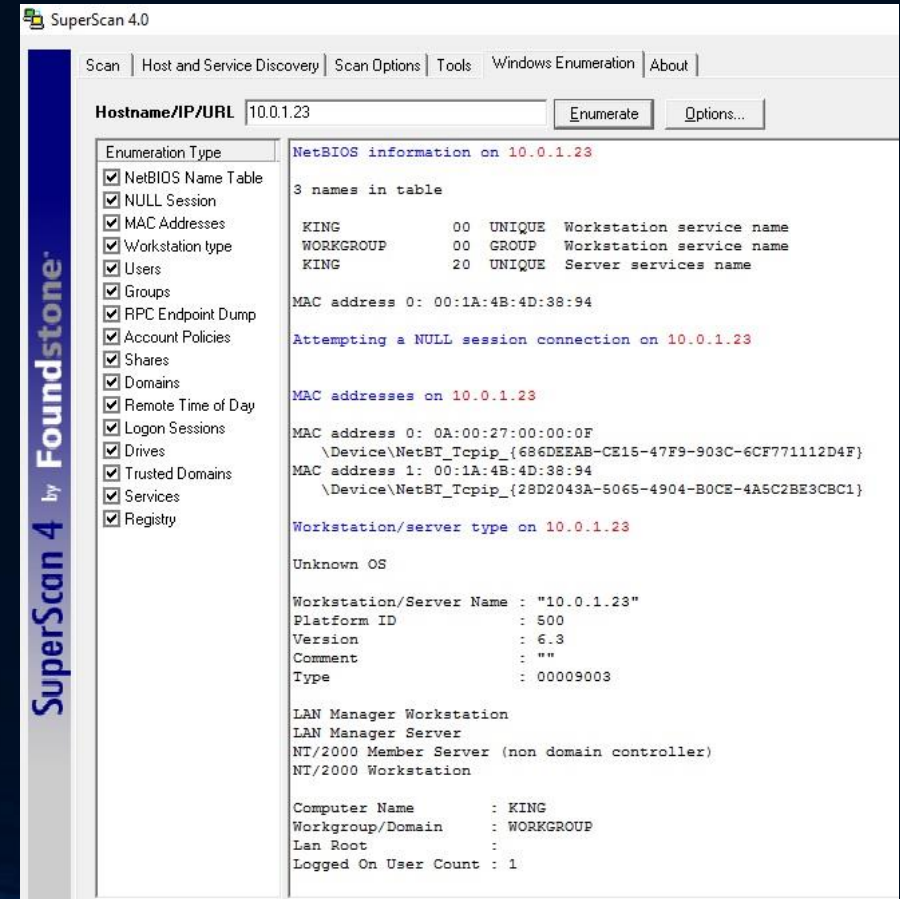 SuperScan 4.0
Scan | Host and Service Discovery | Scan Options | Tools | Windows Enumeration | About
Hostname/IP/URL 10.0.1.23 Enumerate Options...
SuperScan 4 by Foundstone
Enumeration Type
NetBIOS Name Table
NULL Session
MAC Addresses
Workstation type
Users
Groups
RPC Endpoint Dump
Account Policies
Shares
Domains
Remote Time of Day
Logon Sessions
Drives
Trusted Domains
Services
Registry
NetBIOS information on 10.0.1.23
3 names in table
KING 00 UNIQUE Workstation service name
WORKGROUP 00 GROUP Workstation service name
KING 20 UNIQUE Server services name
MAC address 0: 00:1A:4B:4D:38:94
Attempting a NULL session connection on 10.0.1.23
MAC addresses on 10.0.1.23
MAC address 0: 0A:00:27:00:00:0F
\Device\NetBT_Tcpip_{686DEEAB-CE15-47F9-903C-6CF771112D4F}
MAC address 1: 00:1A:4B:4D:38:94
\Device\NetBT_Tcpip_{28D2043A-5065-4904-B0CE-4A5C2BE3CBC1}
Workstation/server type on 10.0.1.23
Unknown OS
Workstation/Server Name : "10.0.1.23"
Platform ID : 500
Version : 6.3
Comment : ""
Type : 00009003
LAN Manager Workstation
LAN Manager Server
NT/2000 Member Server (non domain controller)
NT/2000 Workstation
Computer Name : KING
Workgroup/Domain : WORKGROUP
Lan Root :
Logged On User Count : 1